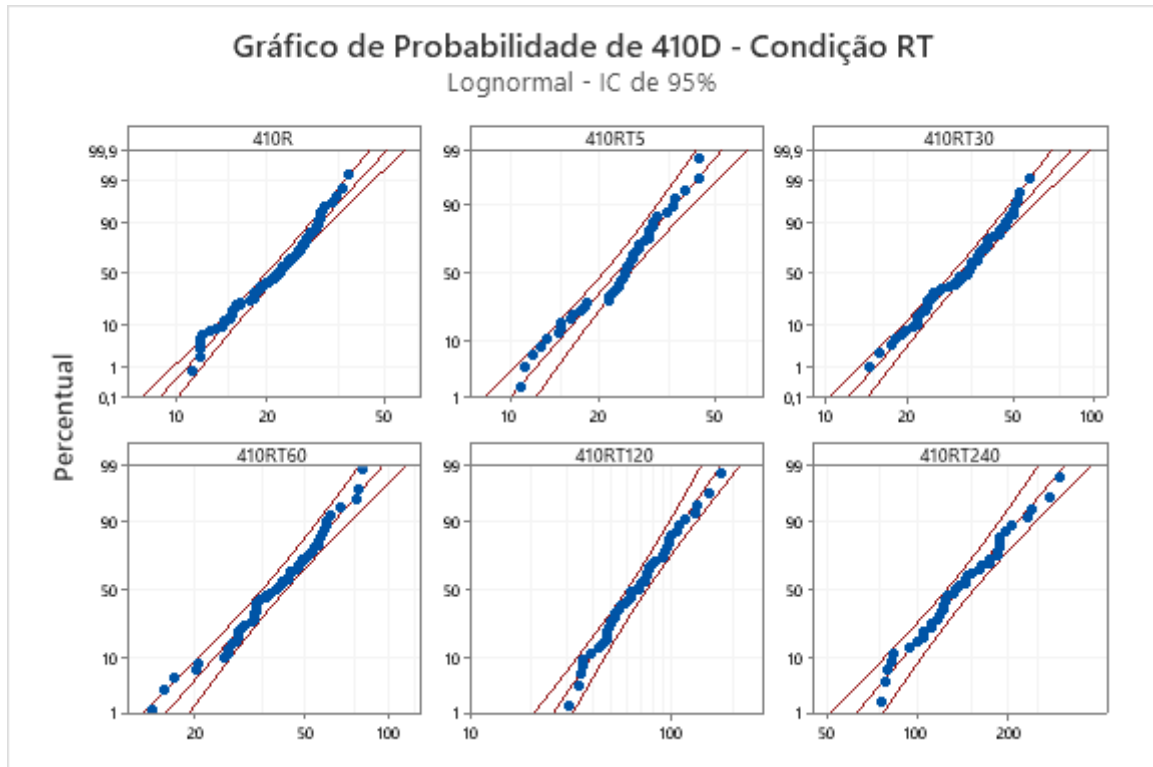 Gráfico de Probabilidade de 410D - Condição RT
Lognormal - IC de 95%
410R 410RT5 410RT30
99,9 99 99,9
99 99
90 90 90
50 50 50
10 10 10
1 1
0,1 1 0,1
10 20 50 10 20 50 10 20 50 100
Percentual
410RT60 410RT120 410RT240
99 99 99
90 90 90
50 50 50
10 10 10
1 1 1
20 50 100 10 100 50 100 200